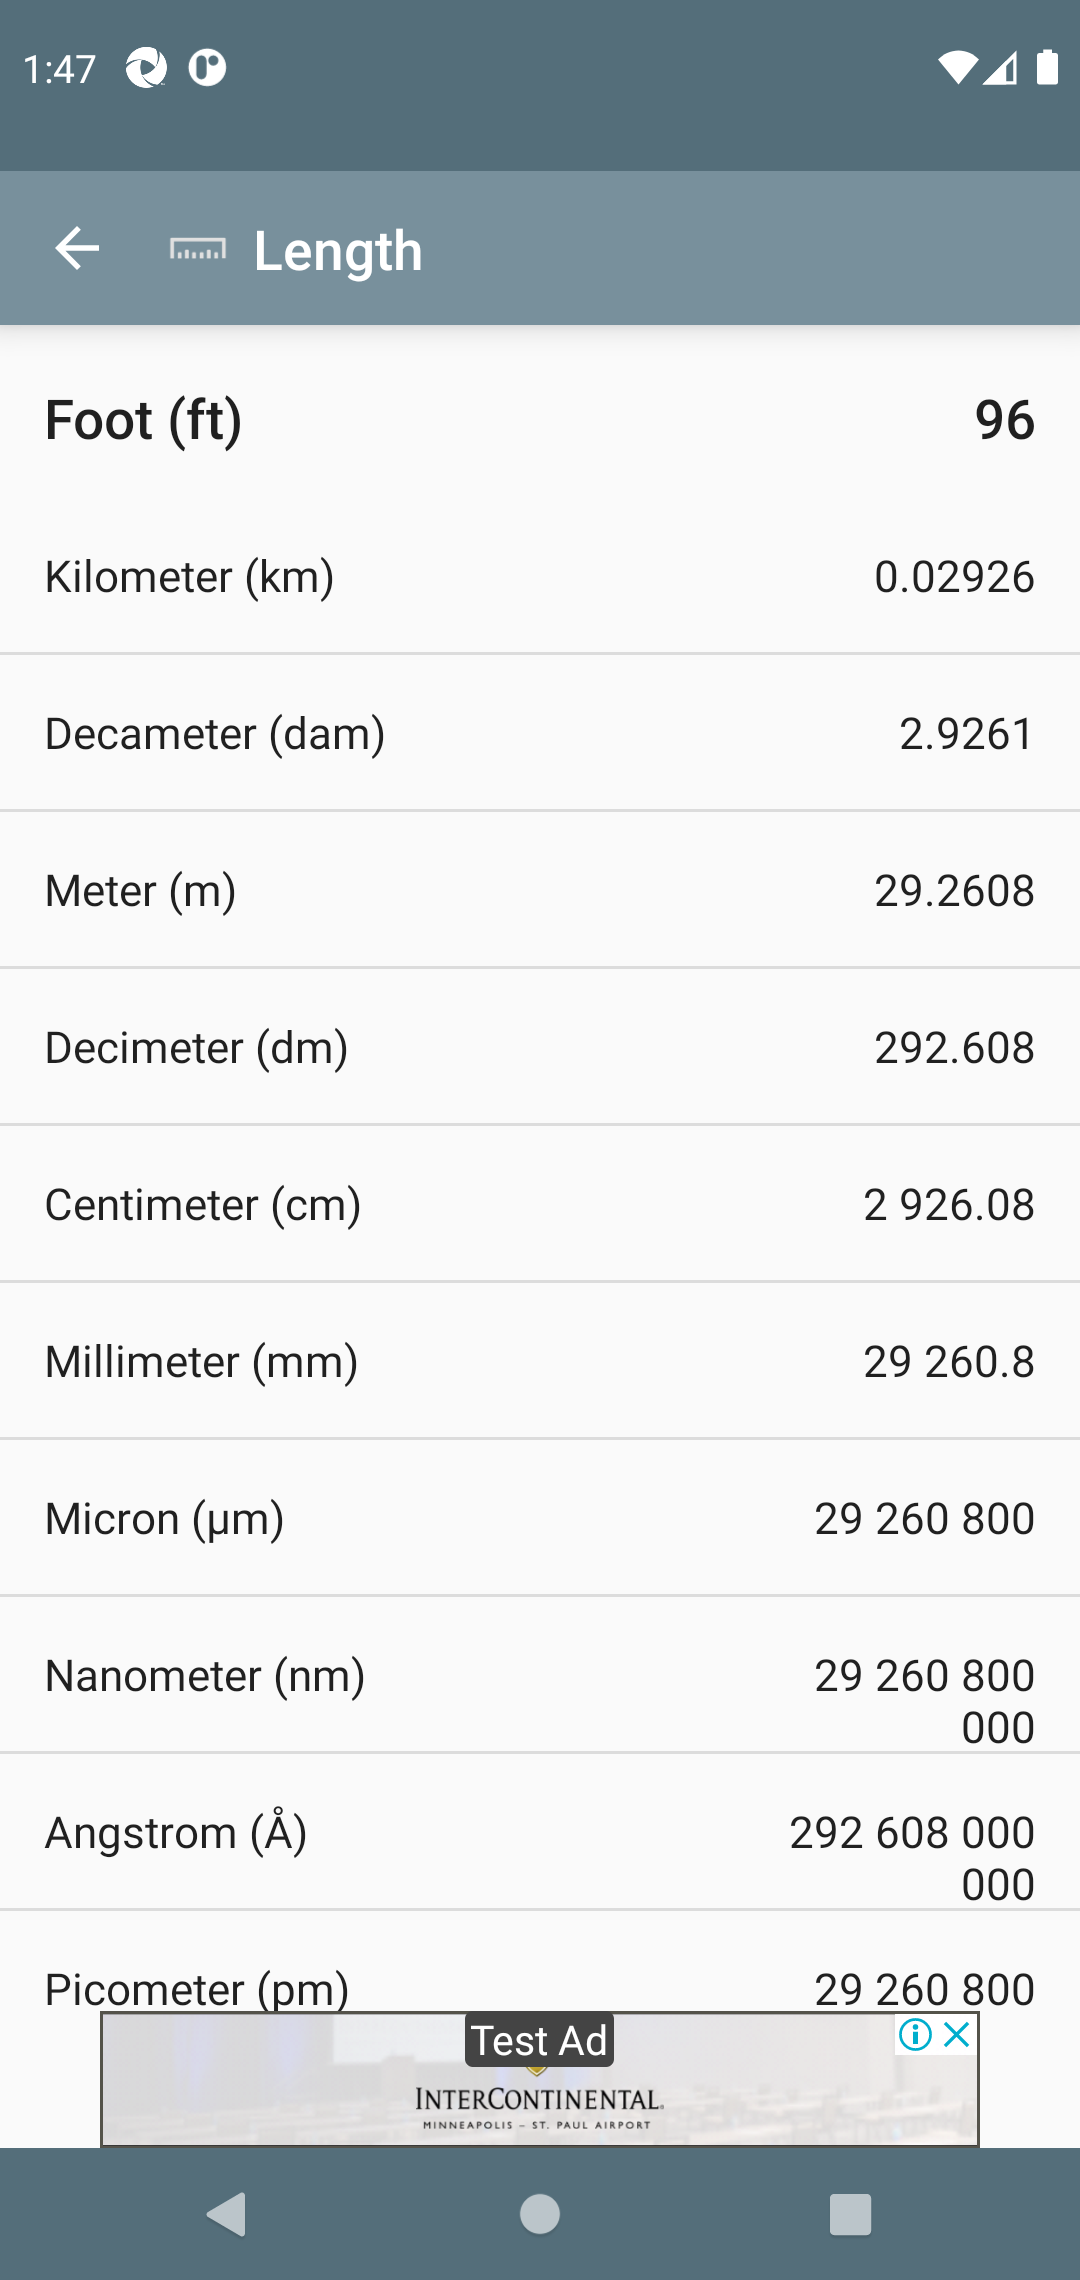 1:47
Length
Foot (ft) 96
Kilometer (km) 0.02926
Decameter (dam) 2.9261
Meter (m) 29.2608
Decimeter (dm) 292.608
Centimeter (cm) 2 926.08
Millimeter (mm) 29 260.8
Micron (µm) 29 260 800
Nanometer (nm) 29 260 800
000
Angstrom (Å) 292 608 000
000
Picometer (pm) 29 260 800
Test Ad
INTERCONTINENTAL®
MINNEAPOLIS – ST. PAUL AIRPORT